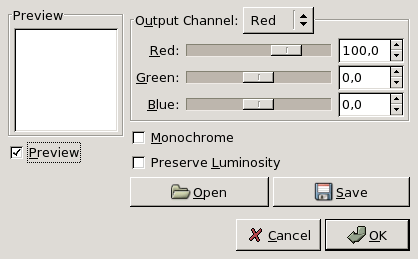 Preview
Output Channel: Red
Red: 100,0
Green: 0,0
Blue: 0,0
Preview
Monochrome
Preserve Luminosity
Open
Save
Cancel
OK